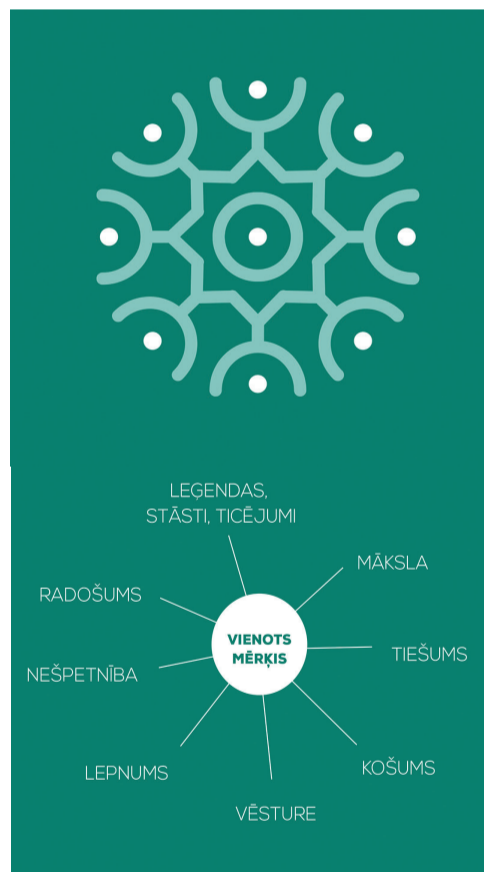 LEĢENDAS,
STĀSTI, TICĒJUMI
MĀKSLA
RADOŠUMS
VIENOTS
MĒRĶIS
TIEŠUMS
NEŠPETNĪBA
KOŠUMS
LEPNUMS
VĒSTURE